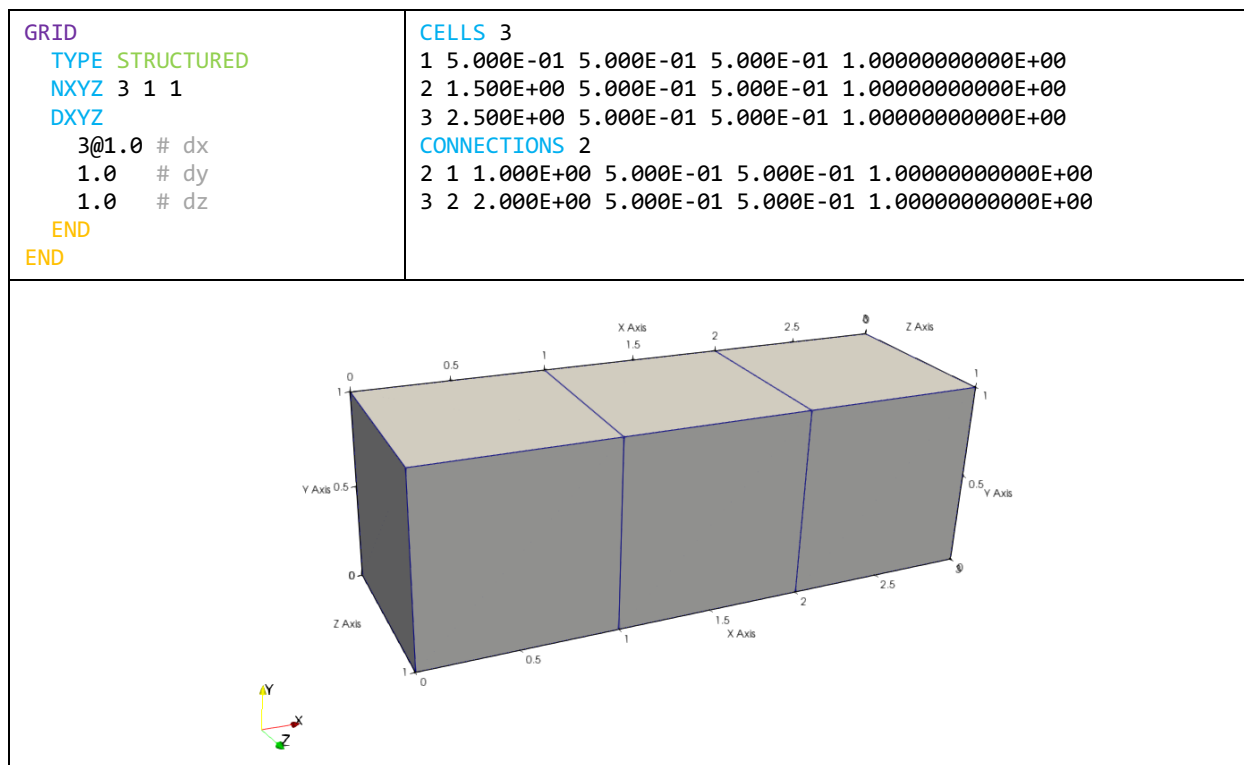 GRID
TYPE STRUCTURED
NXYZ 3 1 1
DXYZ
3@1.0 # dx
1.0 # dy
1.0 # dz
END
END
CELLS 3
1 5.000E-01 5.000E-01 5.000E-01 1.00000000000E+00
2 1.500E+00 5.000E-01 5.000E-01 1.00000000000E+00
3 2.500E+00 5.000E-01 5.000E-01 1.00000000000E+00
CONNECTIONS 2
2 1 1.000E+00 5.000E-01 5.000E-01 1.00000000000E+00
3 2 2.000E+00 5.000E-01 5.000E-01 1.00000000000E+00
X Axis
Z Axis
0
0.5
1
1.5
2
2.5
1
1
1
Y Axis 0.5
0.5 Y Axis
0
Z Axis
1
0
0.5
1
1.5
X Axis
2
2.5
Y
X
Z